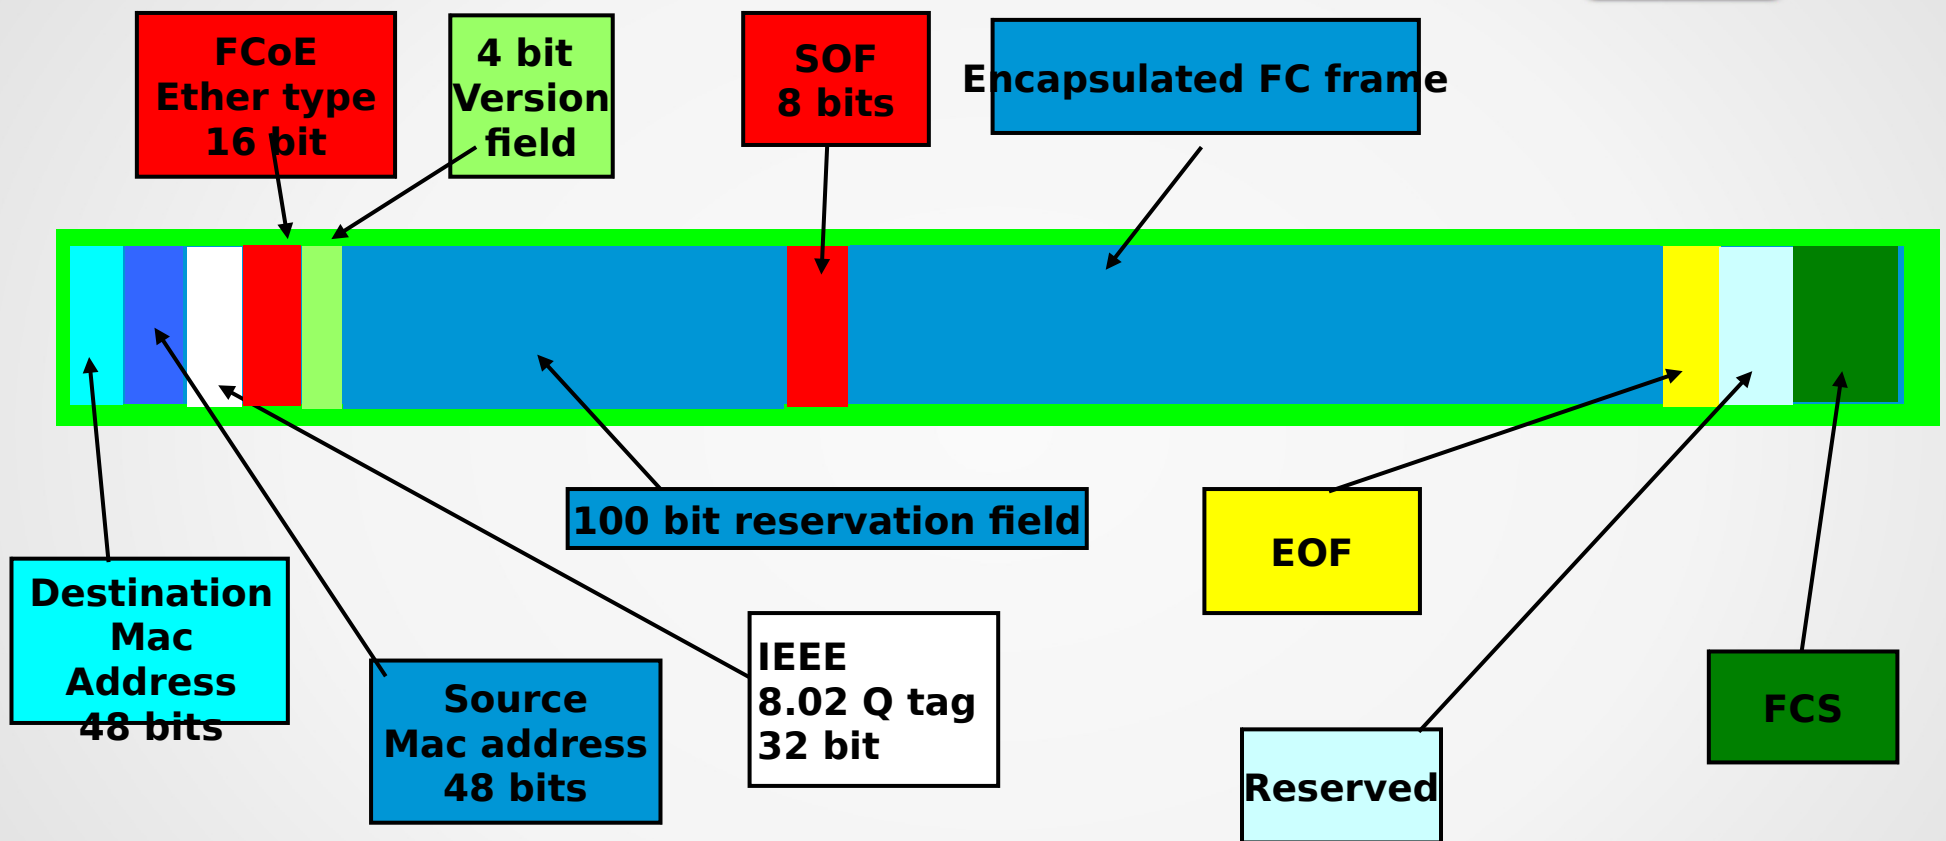 FCoE
Ether type
16 bit
4 bit
Version
field
SOF
8 bits
Encapsulated FC frame
100 bit reservation field
EOF
Destination
Mac
Address
48 bits
Source
Mac address
48 bits
IEEE
8.02 Q tag
32 bit
Reserved
FCS